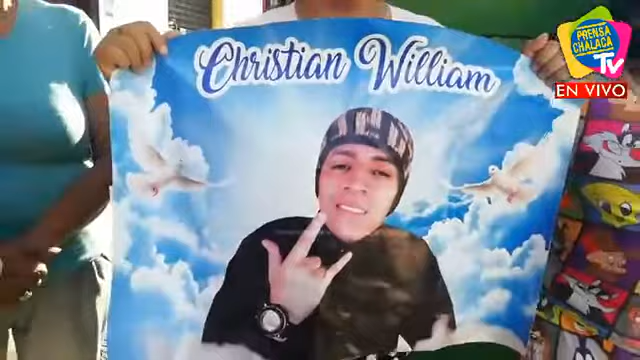 Christian William
PRENSA
CHALACA
TV
EN VIVO